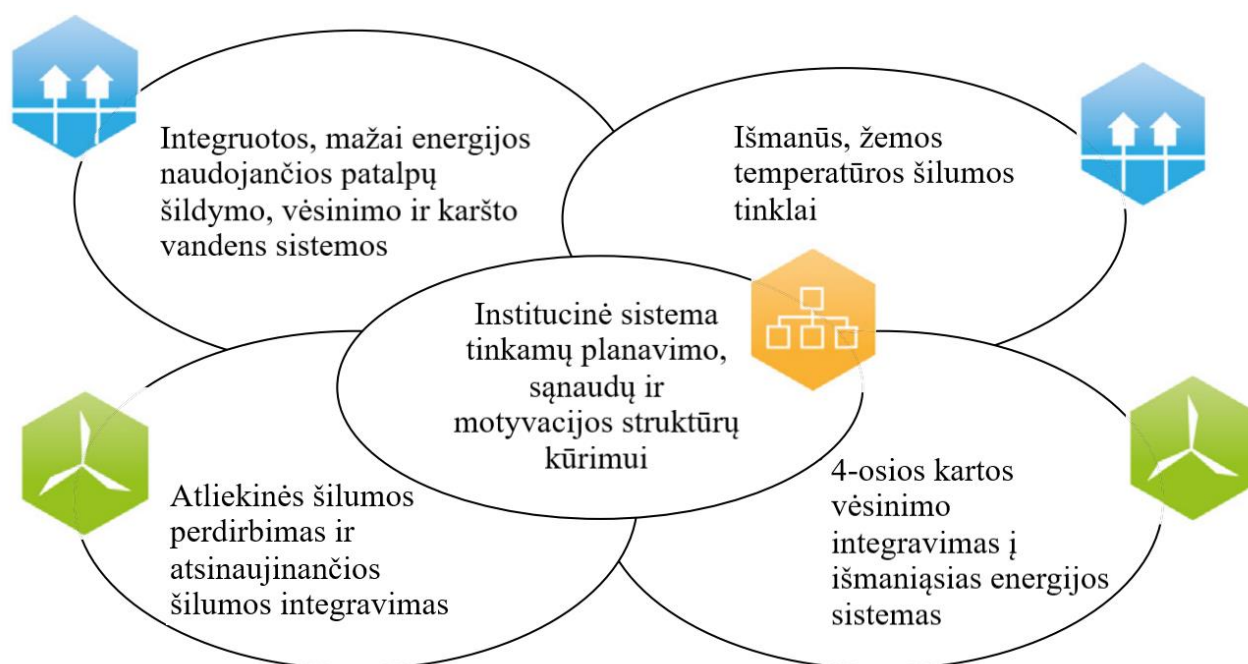 Integruotos, mažai energijos
naudojančios patalpų
šildymo, vėsinimo ir karšto
vandens sistemos
Išmanūs, žemos
temperatūros šilumos
tinklai
Institucinė sistema
tinkamų planavimo,
sąnaudų ir
motyvacijos struktūrų
kūrimui
Atliekinės šilumos
perdirbimas ir
atsinaujinančios
šilumos integravimas
4-osios kartos
vėsinimo
integravimas į
išmaniąsias energijos
sistemas